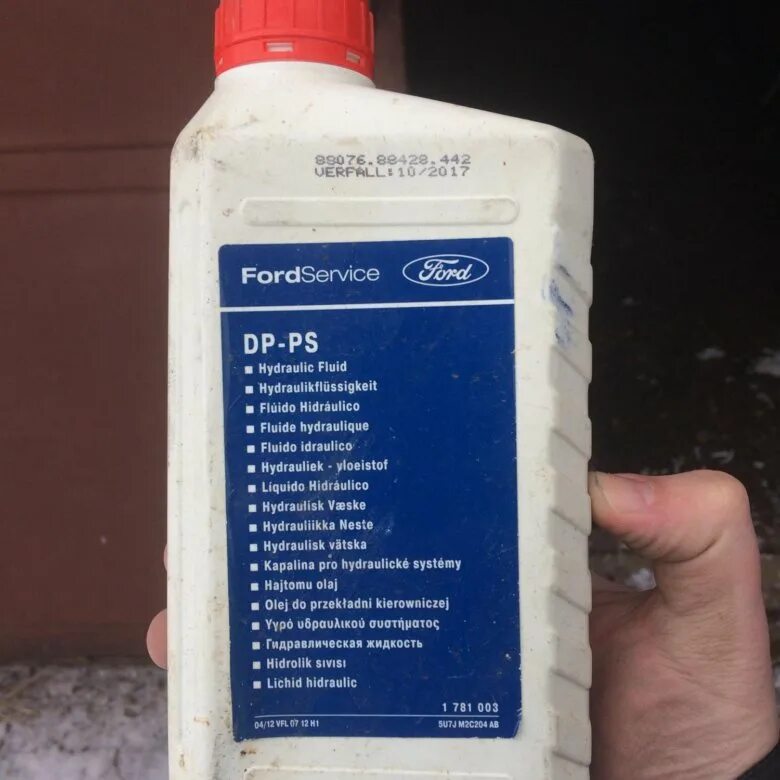 89076.88428.442
VERFALL:10/2017
FordService Ford
DP-PS
■ Hydraulic Fluid
■ Hydraulikflüssigkeit
■ Flúido Hidráulico
■ Fluide hydraulique
■ Fluido idraulico
■ Hydrauliek - vloeistof
■ Líquido Hidráulico
■ Hydraulisk Væske
■ Hydrauliikka Neste
■ Hydraulisk vätska
■ Kapalina pro hydraulické systémy
■ Hajtomu olaj
■ Olej do przekładni kierowniczej
■ Υγρό υδραυλικού συστήματος
■ Гидравлическая жидкость
■ Hidrolik sıvısı
■ Lichid hidraulic
1 781 003
04/12 VFL 07 12 H1 5U7J M2C204 AB